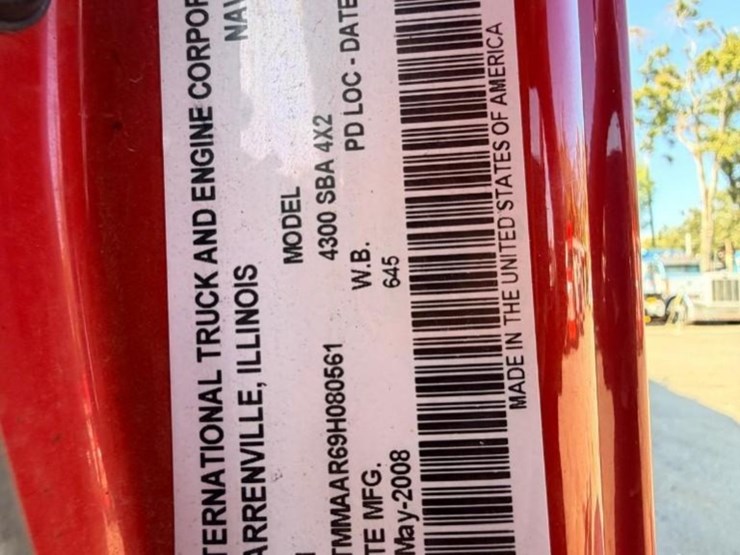 TERNATIONAL TRUCK AND ENGINE CORPOR
ARRENVILLE, ILLINOIS NAV
MODEL
TMMAAR69H080561 4300 SBA 4X2
TE MFG. W.B. PD LOC - DATE
May-2008 645
MADE IN THE UNITED STATES OF AMERICA